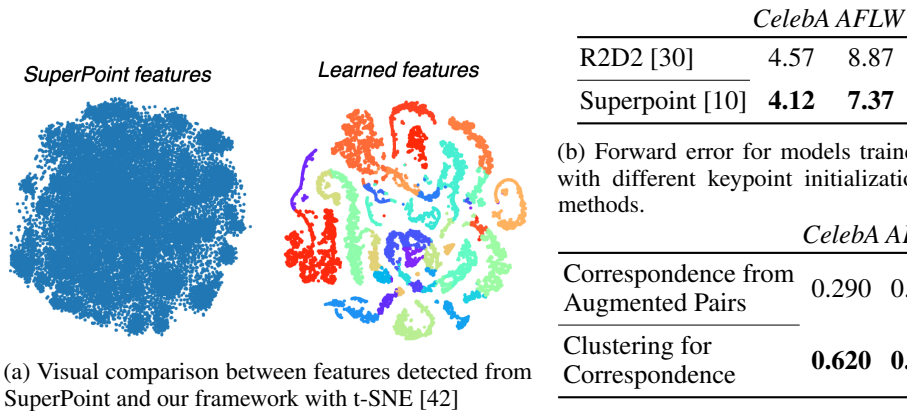 SuperPoint features
Learned features
(a) Visual comparison between features detected from
SuperPoint and our framework with t-SNE [42]
CelebA AFLW
R2D2 [30] 4.57 8.87
Superpoint [10] 4.12 7.37
(b) Forward error for models traine
with different keypoint initializatio
methods.
CelebA
Correspondence from
Augmented Pairs 0.290 0.
Clustering for
Correspondence 0.620 0.